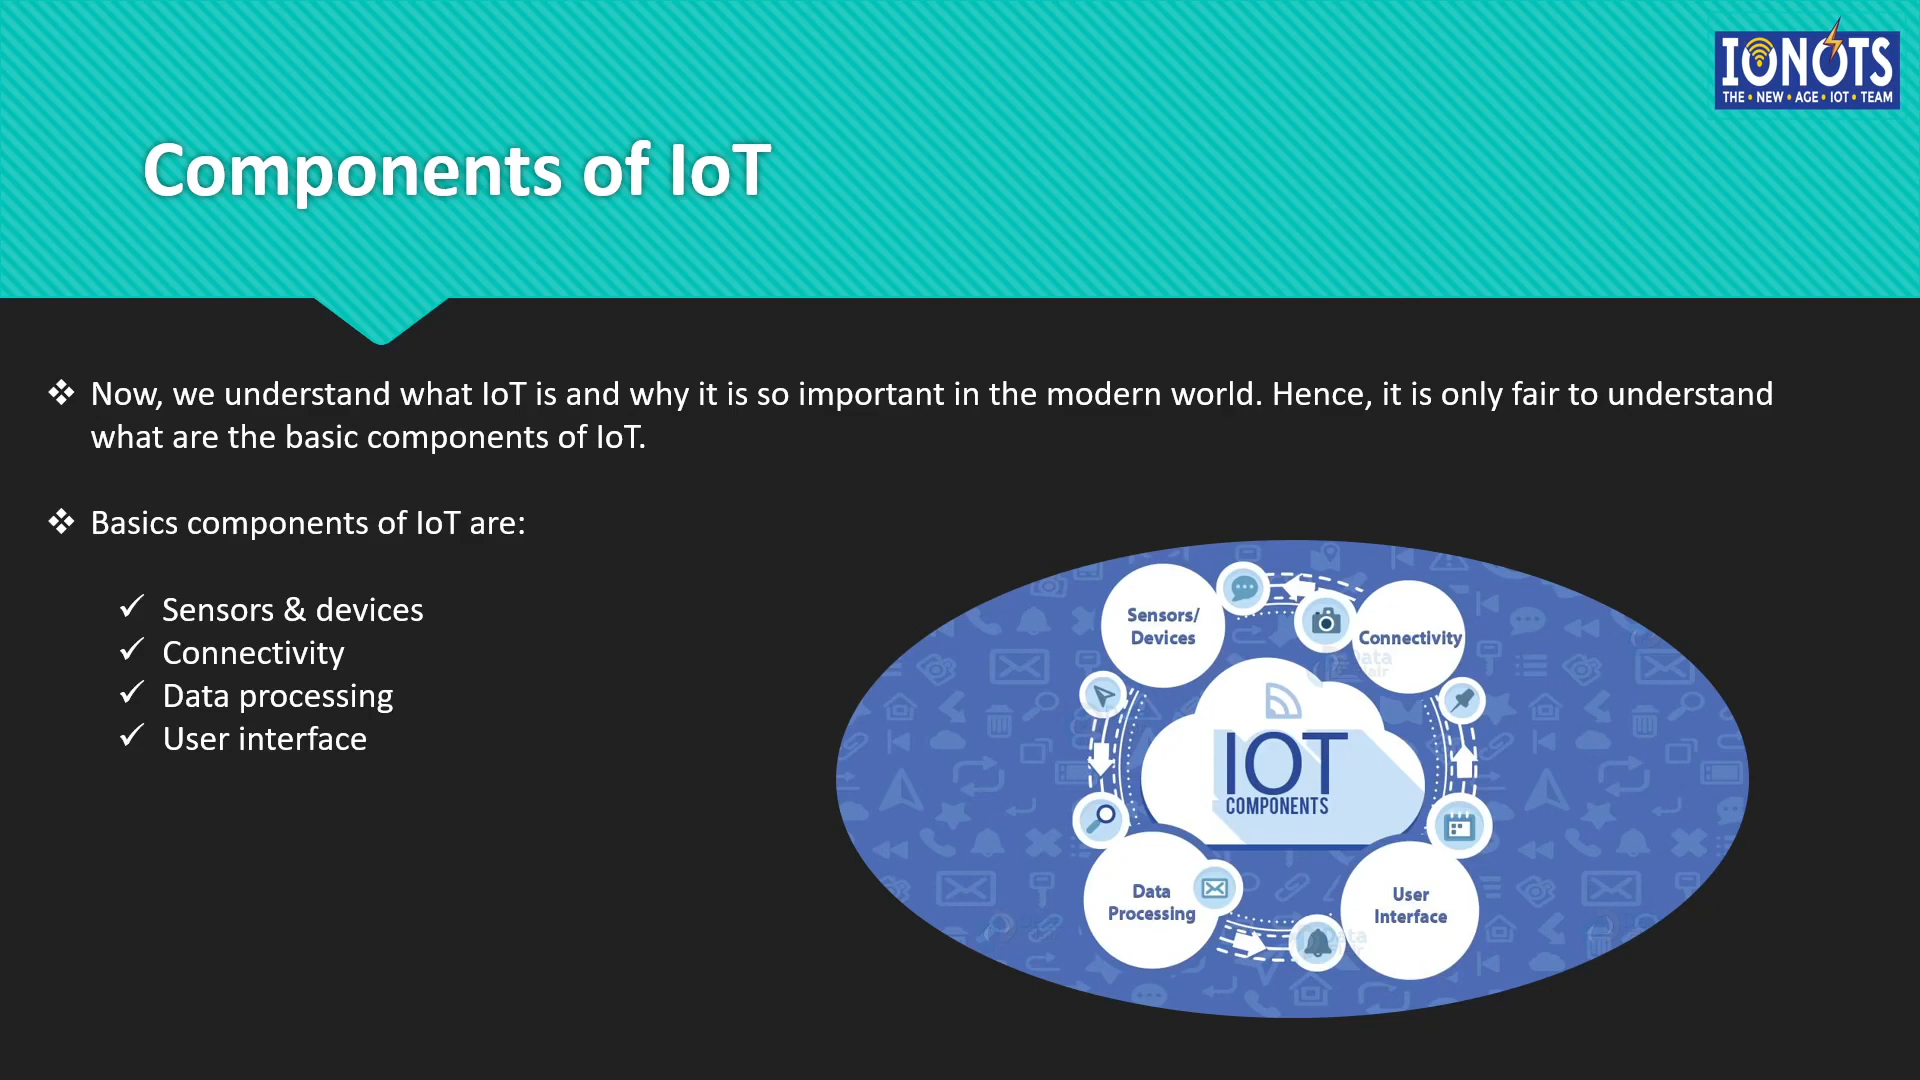 IONOTS
THE • NEW • AGE • IOT • TEAM
Components of IoT
❖ Now, we understand what IoT is and why it is so important in the modern world. Hence, it is only fair to understand
what are the basic components of IoT.
❖ Basics components of IoT are:
✓ Sensors & devices
✓ Connectivity
✓ Data processing
✓ User interface
Sensors/
Devices
Connectivity
IOT
COMPONENTS
Data
Processing
User
Interface